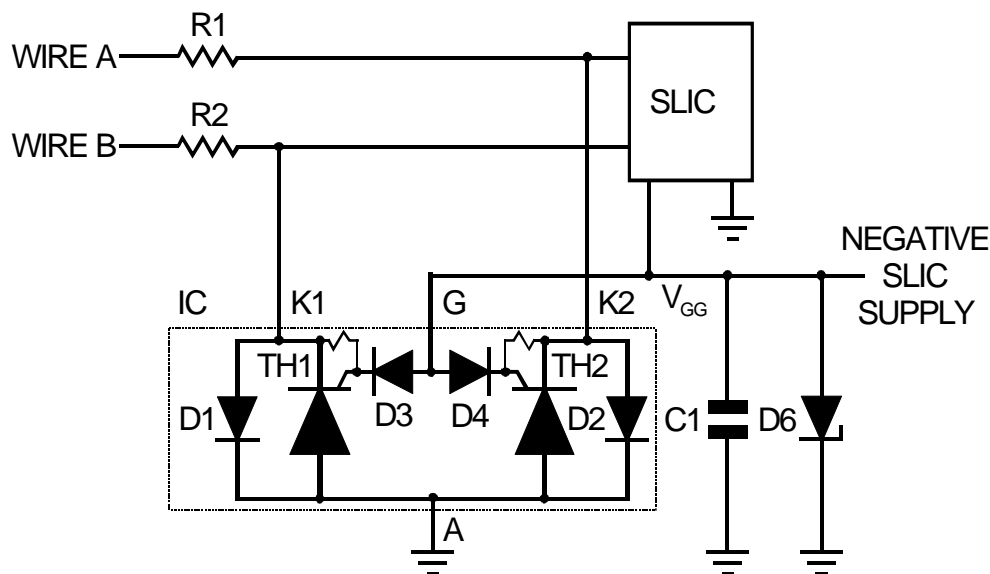 R1
WIRE A
SLIC
R2
WIRE B
NEGATIVE
SLIC
SUPPLY
IC
K1
G
K2
VGG
TH1
TH2
D1
D3
D4
D2
C1
D6
A